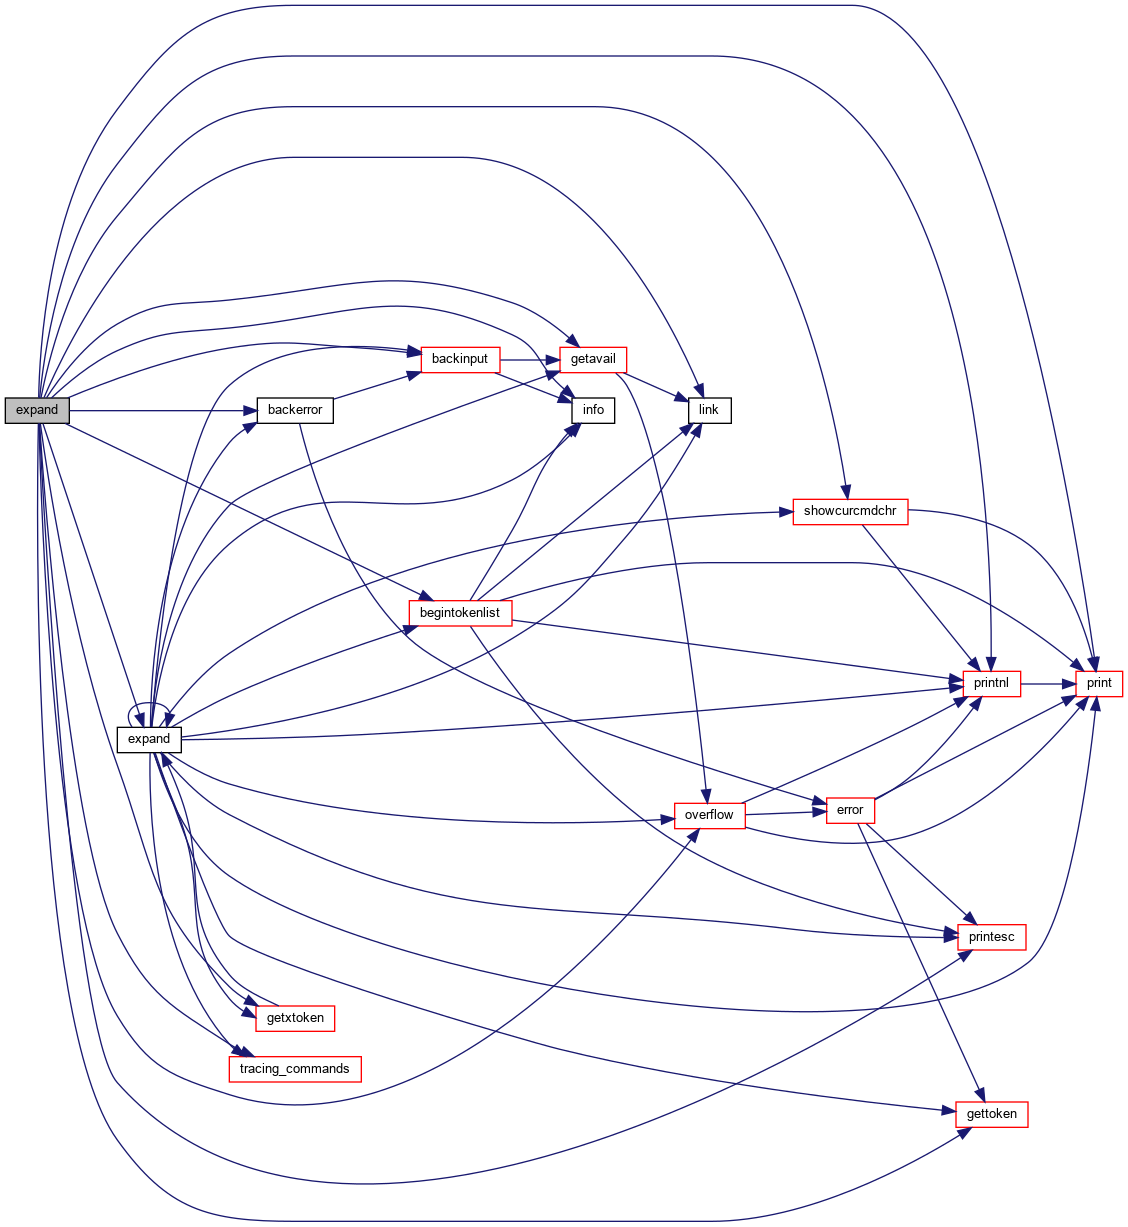 backinput
getavail
expand
backerror
info
link
showcurcmdchr
begintokenlist
printnl
print
expand
overflow
error
printesc
getxtoken
tracing_commands
gettoken